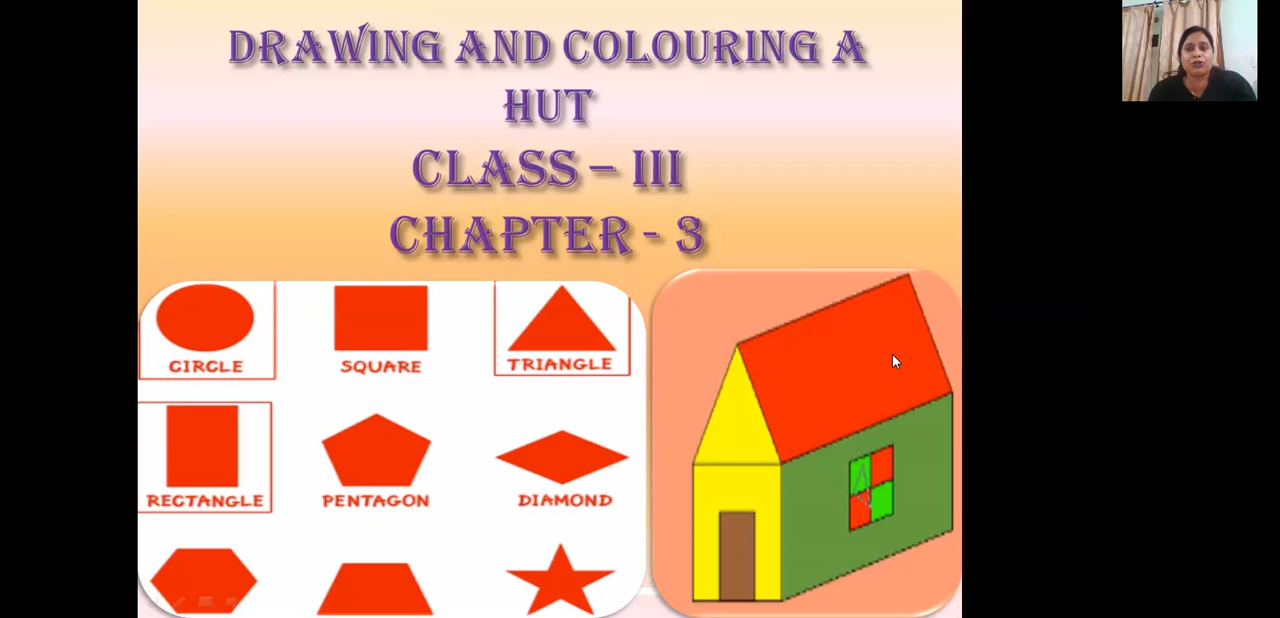 DRAWING AND COLOURING A
HUT
CLASS – III
CHAPTER - 3
CIRCLE
SQUARE
TRIANGLE
RECTANGLE
PENTAGON
DIAMOND